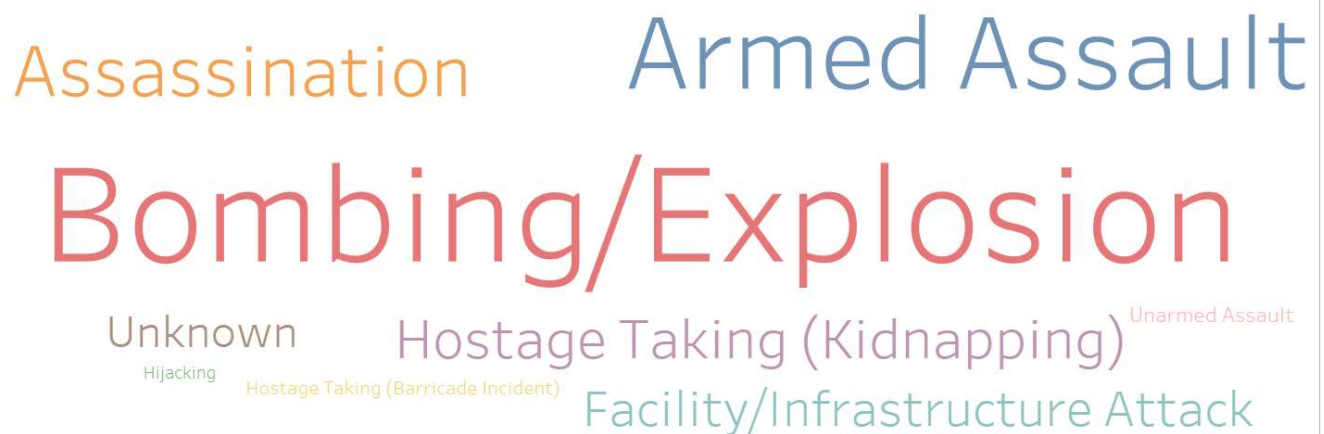 Assassination
Armed Assault
Bombing/Explosion
Unknown
Hostage Taking (Kidnapping)
Unarmed Assault
Hijacking
Hostage Taking (Barricade Incident)
Facility/Infrastructure Attack